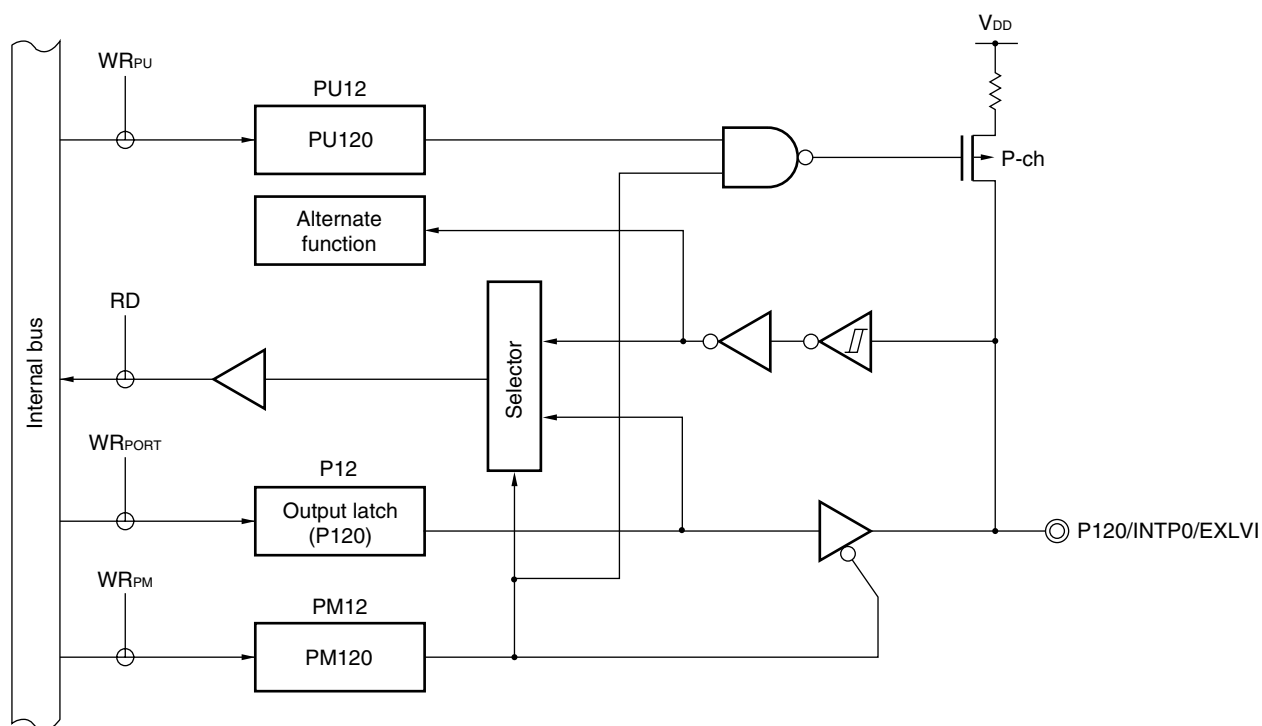 VDD
WRPU
PU12
PU120
P-ch
Alternate
function
RD
Internal bus
Selector
WRPORT
P12
Output latch
(P120)
P120/INTP0/EXLVI
WRPM
PM12
PM120